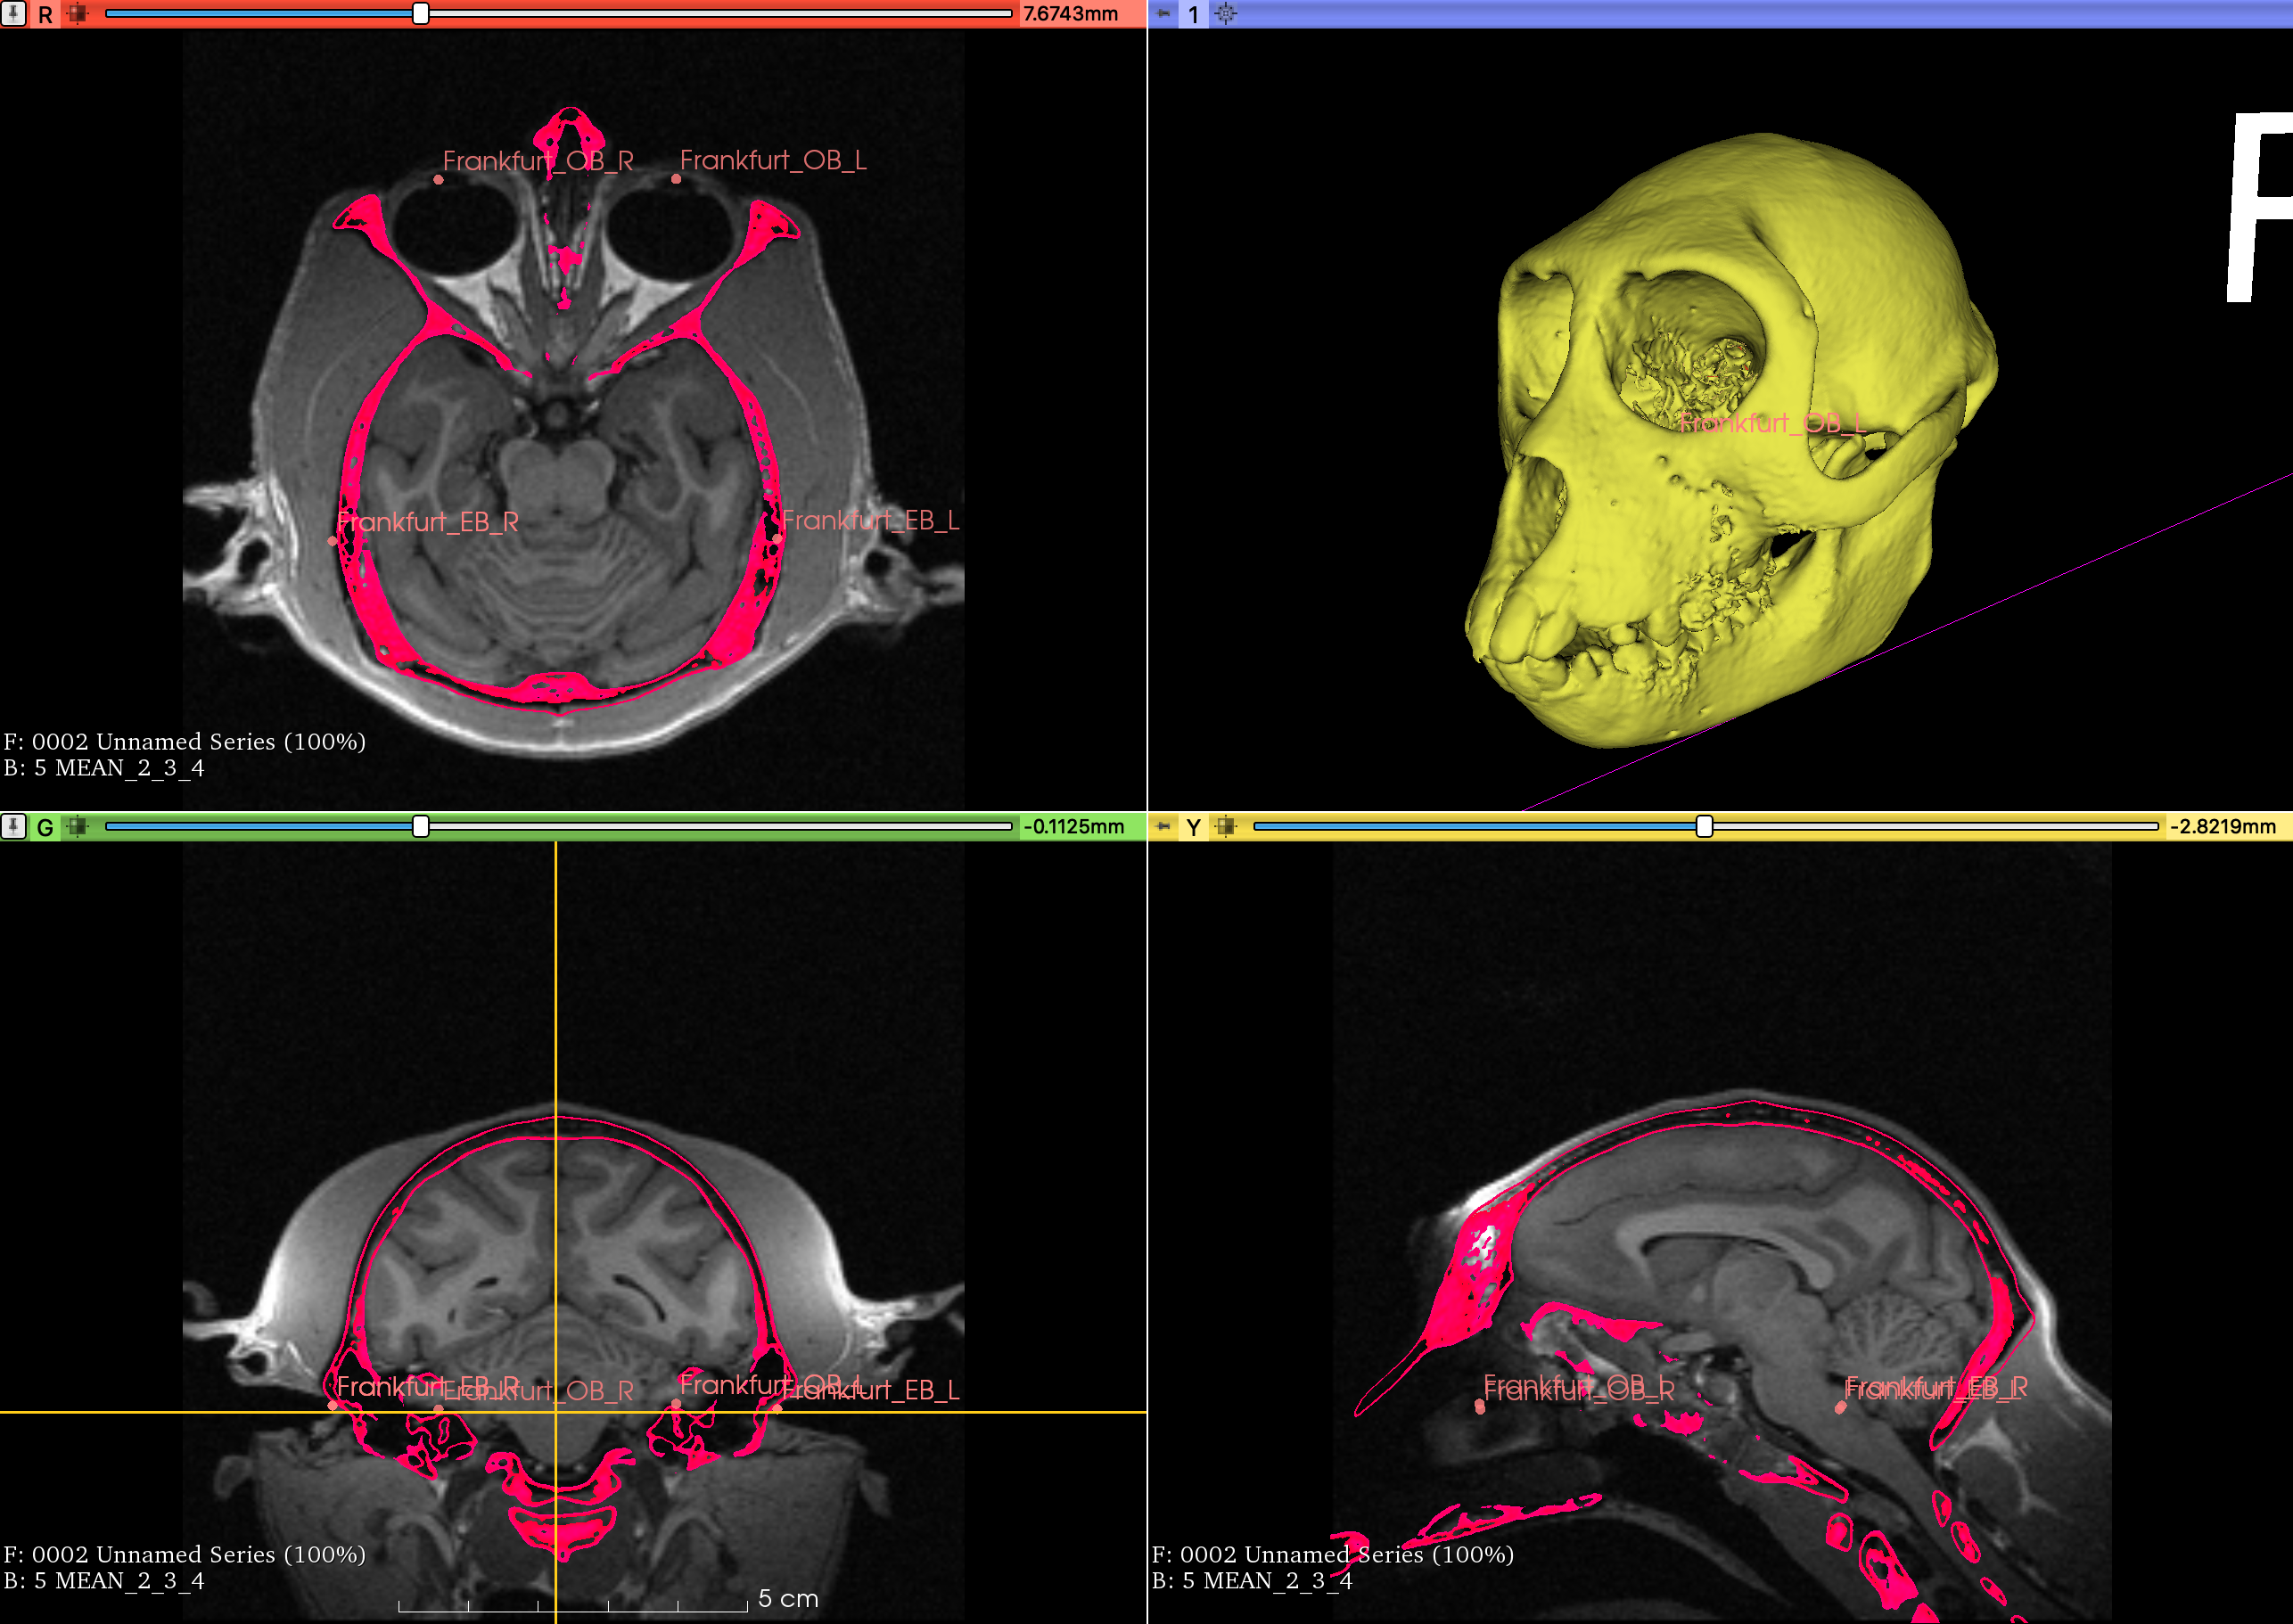 R
7.6743mm
Frankfurt_OB_R
Frankfurt_OB_L
Frankfurt_EB_R
Frankfurt_EB_L
F: 0002 Unnamed Series (100%)
B: 5 MEAN_2_3_4
1
Frankfurt_OB_L
G
-0.1125mm
Frankfurt_EB_R
Frankfurt_OB_R
Frankfurt_OB_L
Frankfurt_EB_L
F: 0002 Unnamed Series (100%)
B: 5 MEAN_2_3_4
5 cm
Y
-2.8219mm
Frankfurt_OB_L
Frankfurt_OB_R
Frankfurt_EB_R
Frankfurt_EB_L
F: 0002 Unnamed Series (100%)
B: 5 MEAN_2_3_4